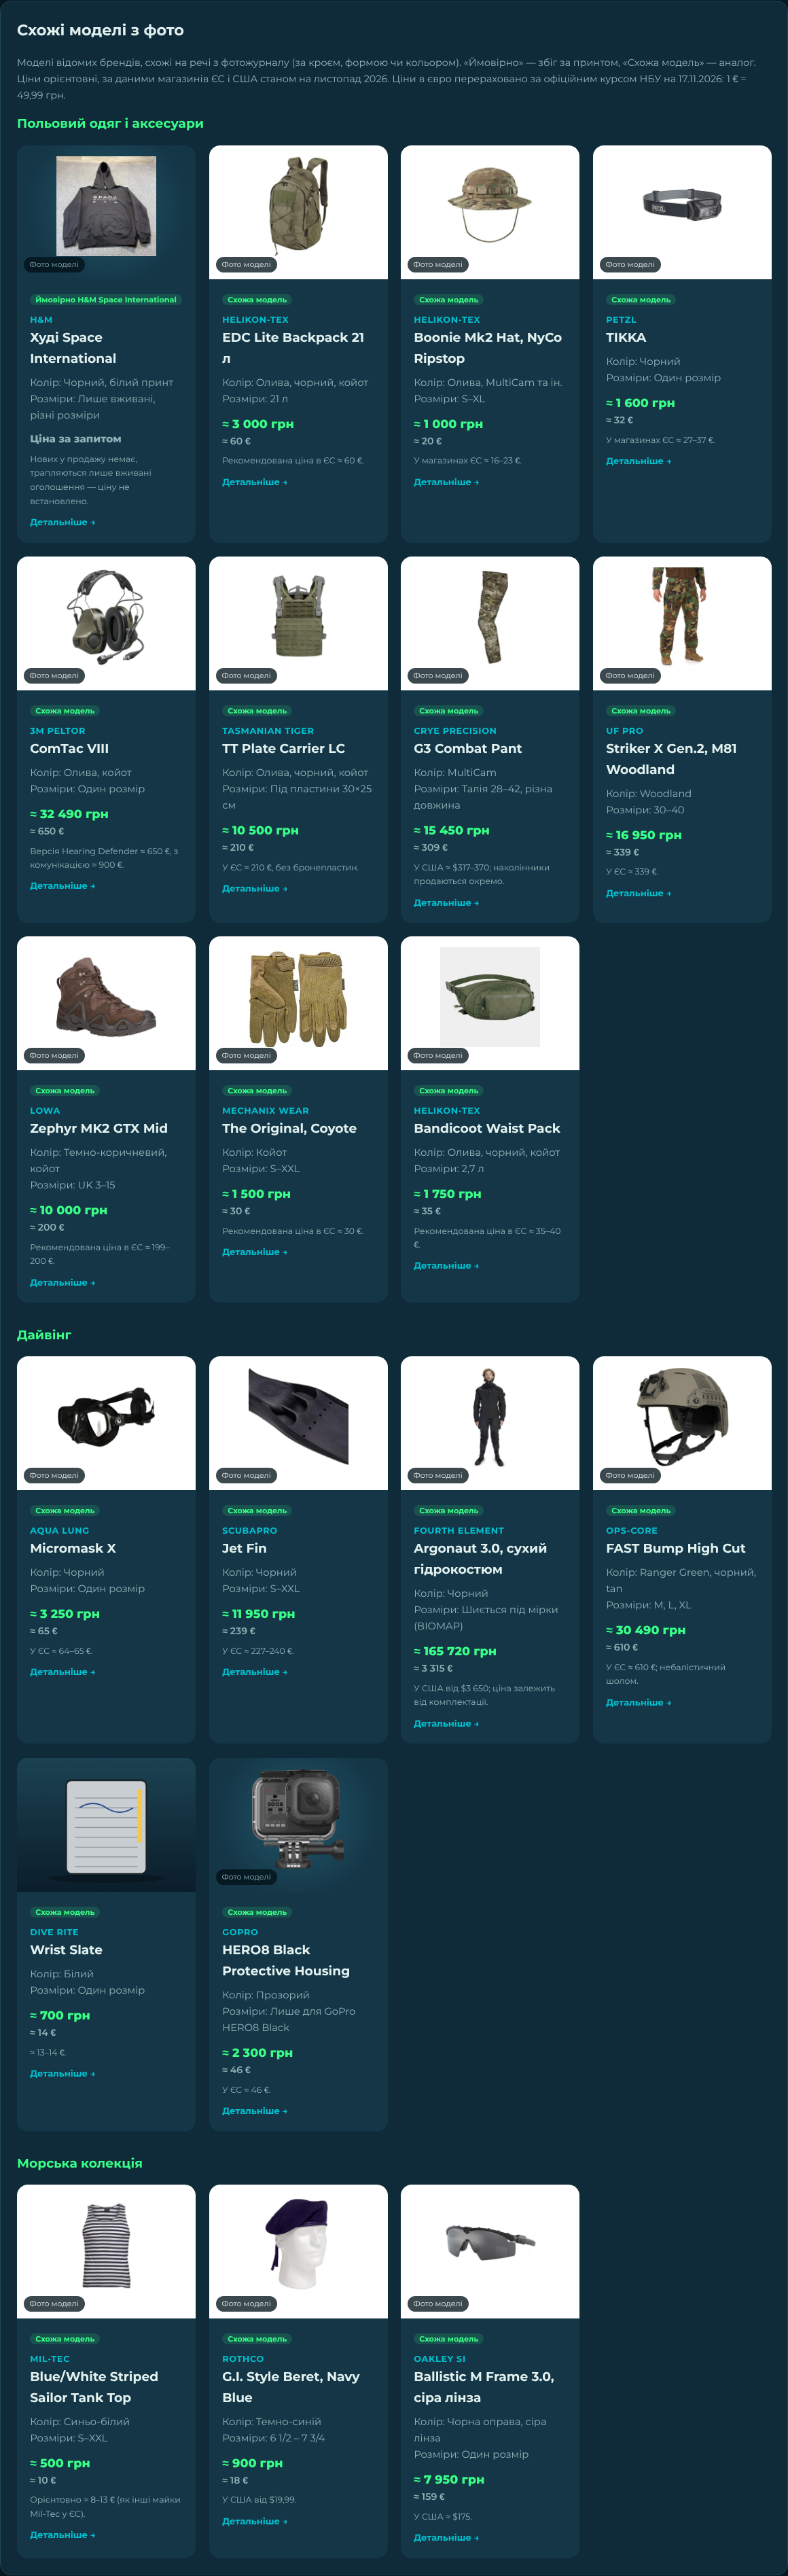 Схожі моделі з фото
Моделі відомих брендів, схожі на речі з фотожурналу (за кроєм, формою чи кольором). «Ймовірно» — збіг за принтом, «Схожа модель» — аналог.
Ціни орієнтовні, за даними магазинів ЄС і США станом на листопад 2026. Ціни в євро перераховано за офіційним курсом НБУ на 17.11.2026: 1 € =
49,99 грн.
Польовий одяг і аксесуари
Фото моделі
Ймовірно H&M Space International
H&M
Худі Space
International
Колір: Чорний, білий принт
Розміри: Лише вживані,
різні розміри
Ціна за запитом
Нових у продажу немає,
трапляються лише вживані
оголошення — ціну не
встановлено.
Детальніше →
Фото моделі
Схожа модель
HELIKON-TEX
EDC Lite Backpack 21
л
Колір: Олива, чорний, койот
Розміри: 21 л
≈ 3 000 грн
≈ 60 €
Рекомендована ціна в ЄС ≈ 60 €.
Детальніше →
Фото моделі
Схожа модель
HELIKON-TEX
Boonie Mk2 Hat, NyCo
Ripstop
Колір: Олива, MultiCam та ін.
Розміри: S–XL
≈ 1 000 грн
≈ 20 €
У магазинах ЄС ≈ 16–23 €.
Детальніше →
PETZL
Фото моделі
Схожа модель
PETZL
TIKKA
Колір: Чорний
Розміри: Один розмір
≈ 1 600 грн
≈ 32 €
У магазинах ЄС ≈ 27–37 €.
Детальніше →
Фото моделі
Схожа модель
3M PELTOR
ComTac VIII
Колір: Олива, койот
Розміри: Один розмір
≈ 32 490 грн
≈ 650 €
Версія Hearing Defender ≈ 650 €, з
комунікацією ≈ 900 €.
Детальніше →
Фото моделі
Схожа модель
TASMANIAN TIGER
TT Plate Carrier LC
Колір: Олива, чорний, койот
Розміри: Під пластини 30×25
см
≈ 10 500 грн
≈ 210 €
У ЄС ≈ 210 €, без бронепластин.
Детальніше →
Фото моделі
Схожа модель
CRYE PRECISION
G3 Combat Pant
Колір: MultiCam
Розміри: Талія 28–42, різна
довжина
≈ 15 450 грн
≈ 309 €
У США ≈ $317–370; наколінники
продаються окремо.
Детальніше →
Фото моделі
Схожа модель
UF PRO
Striker X Gen.2, M81
Woodland
Колір: Woodland
Розміри: 30–40
≈ 16 950 грн
≈ 339 €
У ЄС ≈ 339 €.
Детальніше →
Фото моделі
Схожа модель
LOWA
Zephyr MK2 GTX Mid
Колір: Темно-коричневий,
койот
Розміри: UK 3–15
≈ 10 000 грн
≈ 200 €
Рекомендована ціна в ЄС ≈ 199–
200 €.
Детальніше →
Фото моделі
Схожа модель
MECHANIX WEAR
The Original, Coyote
Колір: Койот
Розміри: S–XXL
≈ 1 500 грн
≈ 30 €
Рекомендована ціна в ЄС ≈ 30 €.
Детальніше →
Фото моделі
Схожа модель
HELIKON-TEX
Bandicoot Waist Pack
Колір: Олива, чорний, койот
Розміри: 2,7 л
≈ 1 750 грн
≈ 35 €
Рекомендована ціна в ЄС ≈ 35–40
€.
Детальніше →
Дайвінг
Фото моделі
Схожа модель
AQUA LUNG
Micromask X
Колір: Чорний
Розміри: Один розмір
≈ 3 250 грн
≈ 65 €
У ЄС ≈ 64–65 €.
Детальніше →
Фото моделі
Схожа модель
SCUBAPRO
Jet Fin
Колір: Чорний
Розміри: S–XXL
≈ 11 950 грн
≈ 239 €
У ЄС ≈ 227–240 €.
Детальніше →
Фото моделі
Схожа модель
FOURTH ELEMENT
Argonaut 3.0, сухий
гідрокостюм
Колір: Чорний
Розміри: Шиється під мірки
(BIOMAP)
≈ 165 720 грн
≈ 3 315 €
У США від $3 650; ціна залежить
від комплектації.
Детальніше →
Фото моделі
Схожа модель
OPS-CORE
FAST Bump High Cut
Колір: Ranger Green, чорний,
tan
Розміри: M, L, XL
≈ 30 490 грн
≈ 610 €
У ЄС ≈ 610 €; небалістичний
шолом.
Детальніше →
Схожа модель
DIVE RITE
Wrist Slate
Колір: Білий
Розміри: Один розмір
≈ 700 грн
≈ 14 €
≈ 13–14 €.
Детальніше →
Фото моделі
Схожа модель
GOPRO
HERO8 Black
Protective Housing
Колір: Прозорий
Розміри: Лише для GoPro
HERO8 Black
≈ 2 300 грн
≈ 46 €
У ЄС ≈ 46 €.
Детальніше →
Морська колекція
Фото моделі
Схожа модель
MIL-TEC
Blue/White Striped
Sailor Tank Top
Колір: Синьо-білий
Розміри: S–XXL
≈ 500 грн
≈ 10 €
Орієнтовно ≈ 8–13 € (як інші майки
Mil-Tec у ЄС).
Детальніше →
Фото моделі
Схожа модель
ROTHCO
G.I. Style Beret, Navy
Blue
Колір: Темно-синій
Розміри: 6 1/2 – 7 3/4
≈ 900 грн
≈ 18 €
У США від $19,99.
Детальніше →
Фото моделі
Схожа модель
OAKLEY SI
Ballistic M Frame 3.0,
сіра лінза
Колір: Чорна оправа, сіра
лінза
Розміри: Один розмір
≈ 7 950 грн
≈ 159 €
У США ≈ $175.
Детальніше →